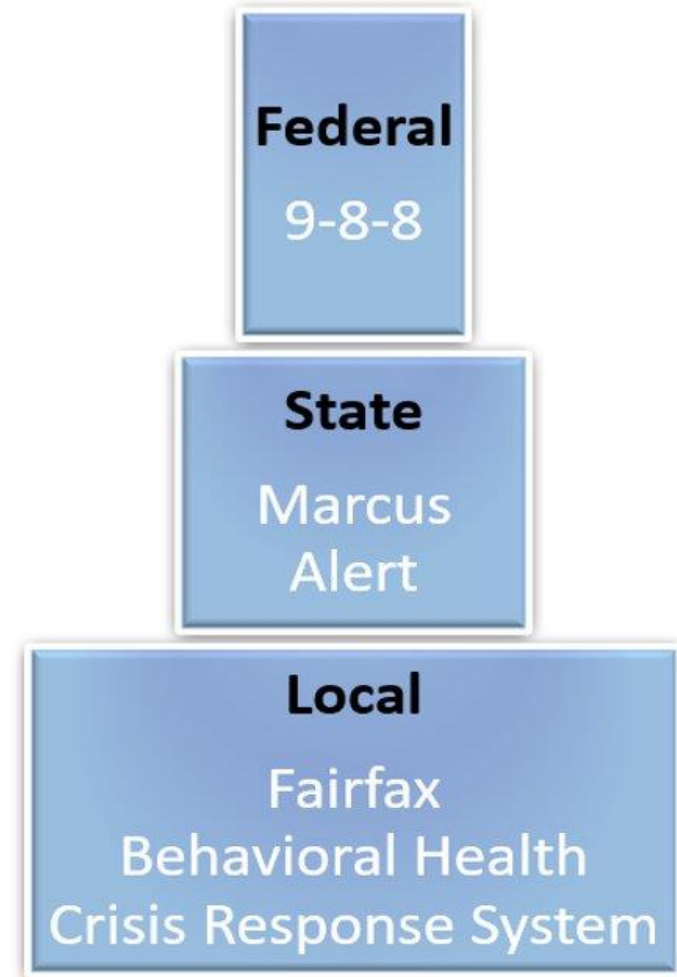 Federal
9-8-8
State
Marcus
Alert
Local
Fairfax
Behavioral Health
Crisis Response System